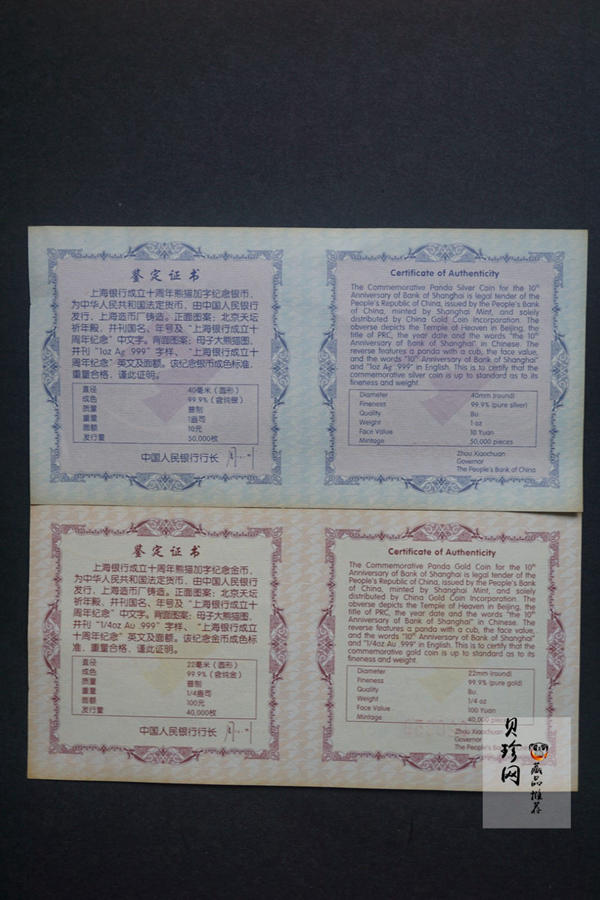 鉴定证书
上海银行成立十周年熊猫加字纪念银币,
为中华人民共和国法定货币,由中国人民银行
发行、上海造币厂铸造。正面图案:北京天坛
祈年殿,并刊国名、年号及“上海银行成立十
周年纪念”中文字。背面图案:母子大熊猫图,
并刊“1oz Ag .999”字样、“上海银行成立
十周年纪念”英文及面额。该纪念银币成色标准,
重量合格,谨此证明。
直径 40毫米(圆形)
成色 99.9%(含纯银)
质量 普制
重量 1盎司
面额 10元
发行量 50,000枚
中国人民银行行长
Certificate of Authenticity
The Commemorative Panda Silver Coin for the 10th
Anniversary of Bank of Shanghai is legal tender of the
People's Republic of China, issued by the People's Bank
of China, minted by Shanghai Mint, and solely
distributed by China Gold Coin Incorporation. The
obverse depicts the Temple of Heaven in Beijing, the
title of PRC, the year date and the words "the 10th
Anniversary of Bank of Shanghai" in Chinese. The
reverse features a panda with a cub, the face value,
and the words "10th Anniversary of Bank of Shanghai"
and "1oz Ag .999" in English. This is to certify that the
commemorative silver coin is up to standard as to its
fineness and weight.
Diameter 40mm (round)
Fineness 99.9% (pure silver)
Quality Bu.
Weight 1 oz
Face Value 10 Yuan
Mintage 50,000 pieces
Zhou Xiaochuan
Governor
The People's Bank of China
鉴定证书
上海银行成立十周年熊猫加字纪念金币,
为中华人民共和国法定货币,由中国人民银行
发行、上海造币厂铸造。正面图案:北京天坛
祈年殿,并刊国名、年号及“上海银行成立十
周年纪念”中文字。背面图案:母子大熊猫图,
并刊“1/4oz Au .999”字样、“上海银行成立
十周年纪念”英文及面额。该纪念金币成色标
准,重量合格,谨此证明。
直径 22毫米(圆形)
成色 99.9%(含纯金)
质量 普制
重量 1/4盎司
面额 100元
发行量 40,000枚
中国人民银行行长
Certificate of Authenticity
The Commemorative Panda Gold Coin for the 10th
Anniversary of Bank of Shanghai is legal tender of the
People's Republic of China, issued by the People's Bank
of China, minted by Shanghai Mint, and solely
distributed by China Gold Coin Incorporation. The
obverse depicts the Temple of Heaven in Beijing, the
title of PRC, the year date and the words "the 10th
Anniversary of Bank of Shanghai" in Chinese. The
reverse features a panda with a cub, the face value,
and the words "10th Anniversary of Bank of Shanghai"
and "1/4oz Au .999" in English. This is to certify that the
commemorative gold coin is up to standard as to its
fineness and weight.
Diameter 22mm (round)
Fineness 99.9% (pure gold)
Quality Bu.
Weight 1/4 oz
Face Value 100 Yuan
Mintage 40,000 pieces
Zhou Xiaochuan
Governor
The People's
贝珍网
藏品推荐